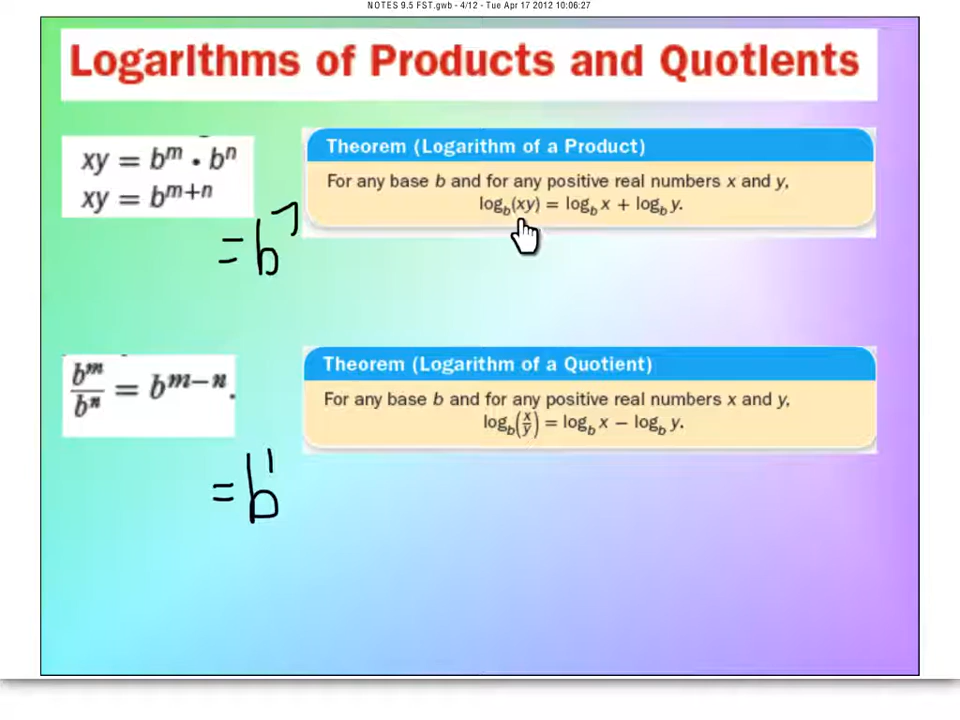 NOTES 9.5 FST.gwb - 4/12 - Tue Apr 17 2012 10:06:27
Logarithms of Products and Quotients
xy = b^m · b^n
xy = b^{m+n}
= b^7
Theorem (Logarithm of a Product)
For any base b and for any positive real numbers x and y,
log_b(xy) = log_b x + log_b y.
b^m/b^n = b^{m−n}.
= b^1
Theorem (Logarithm of a Quotient)
For any base b and for any positive real numbers x and y,
log_b(x/y) = log_b x − log_b y.